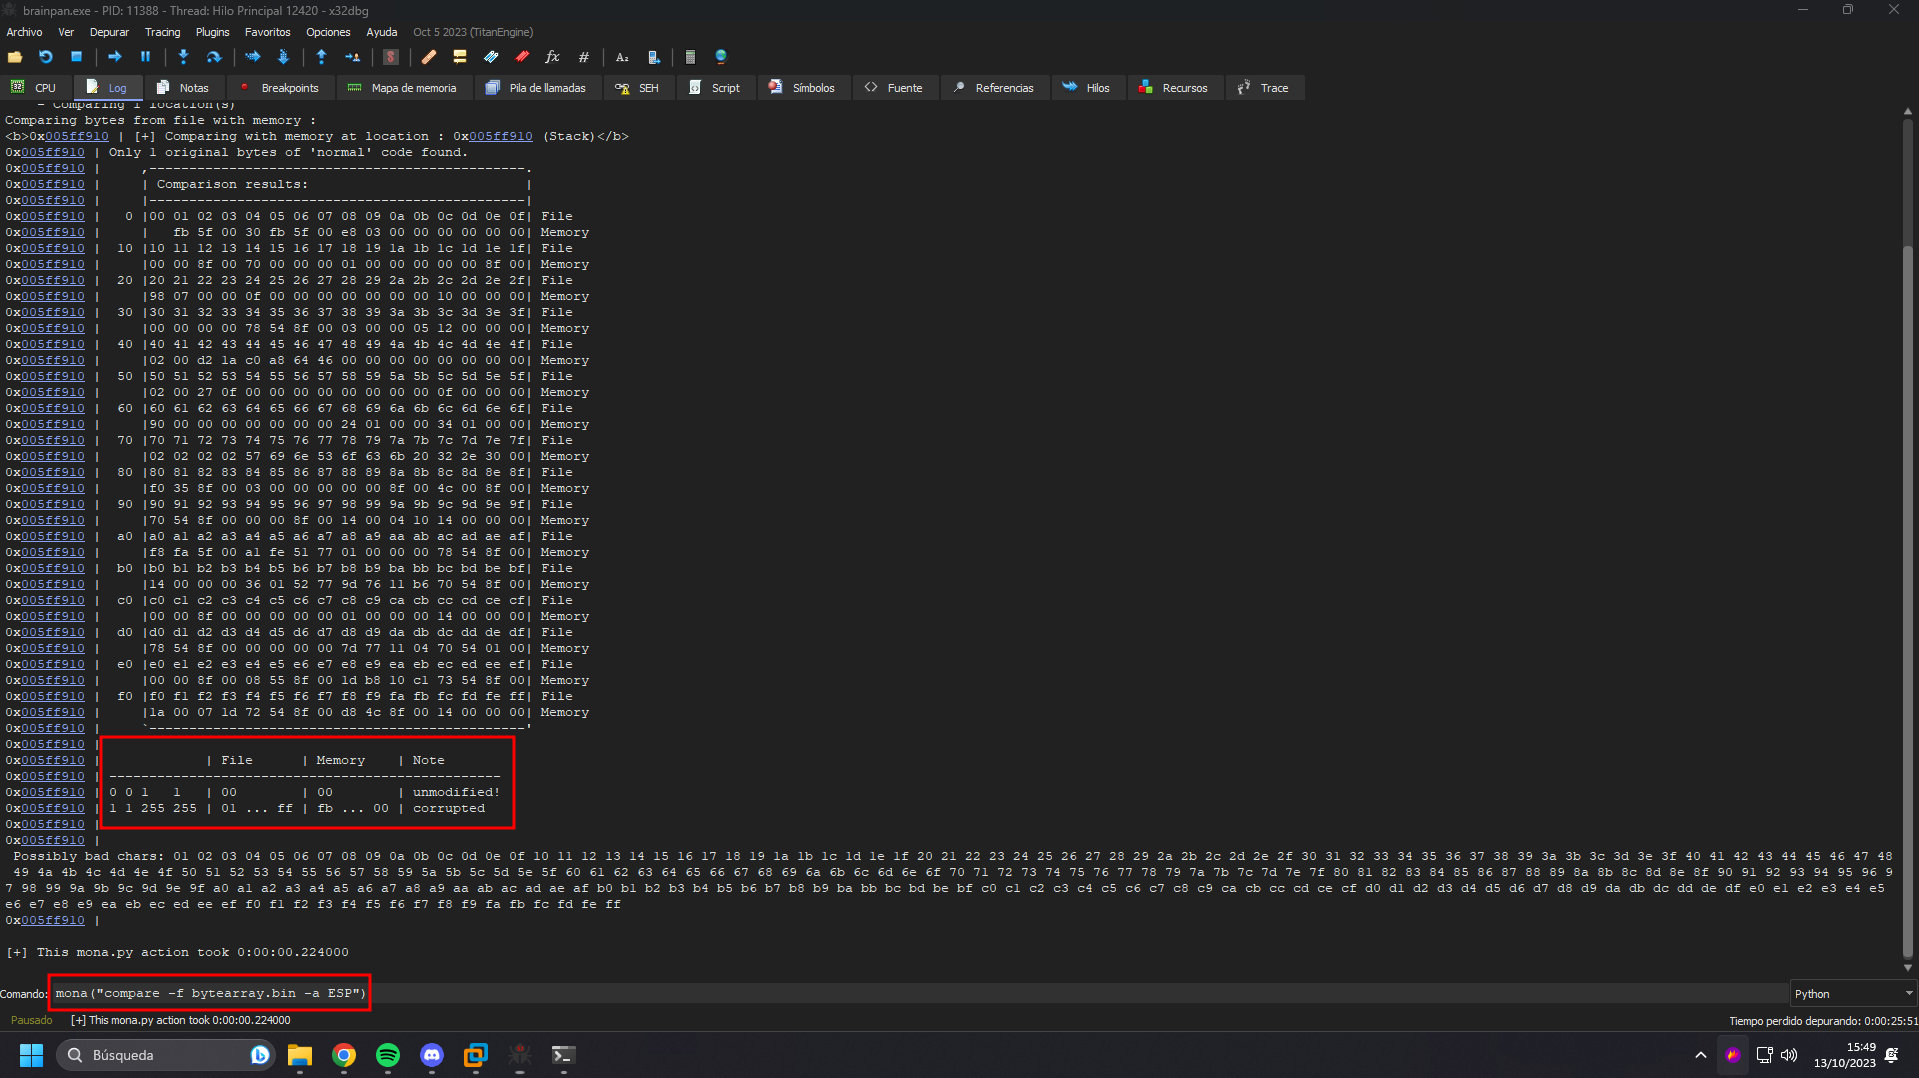 brainpan.exe - PID: 11388 - Thread: Hilo Principal 12420 - x32dbg
Archivo Ver Depurar Tracing Plugins Favoritos Opciones Ayuda Oct 5 2023 (TitanEngine)
CPU Log Notas Breakpoints Mapa de memoria Pila de llamadas SEH Script Símbolos Fuente Referencias Hilos Recursos Trace
- Comparing 1 location(s)
Comparing bytes from file with memory :
<b>0x005ff910 | [+] Comparing with memory at location : 0x005ff910 (Stack)</b>
0x005ff910 | Only 1 original bytes of 'normal' code found.
0x005ff910 |     ,-----------------------------------------------.
0x005ff910 |     | Comparison results:                           |
0x005ff910 |     |-----------------------------------------------|
0x005ff910 |   0 |00 01 02 03 04 05 06 07 08 09 0a 0b 0c 0d 0e 0f| File
0x005ff910 |     |   fb 5f 00 30 fb 5f 00 e8 03 00 00 00 00 00 00| Memory
0x005ff910 |  10 |10 11 12 13 14 15 16 17 18 19 1a 1b 1c 1d 1e 1f| File
0x005ff910 |     |00 00 8f 00 70 00 00 00 01 00 00 00 00 00 8f 00| Memory
0x005ff910 |  20 |20 21 22 23 24 25 26 27 28 29 2a 2b 2c 2d 2e 2f| File
0x005ff910 |     |98 07 00 00 0f 00 00 00 00 00 00 00 10 00 00 00| Memory
0x005ff910 |  30 |30 31 32 33 34 35 36 37 38 39 3a 3b 3c 3d 3e 3f| File
0x005ff910 |     |00 00 00 00 78 54 8f 00 03 00 00 05 12 00 00 00| Memory
0x005ff910 |  40 |40 41 42 43 44 45 46 47 48 49 4a 4b 4c 4d 4e 4f| File
0x005ff910 |     |02 00 d2 1a c0 a8 64 46 00 00 00 00 00 00 00 00| Memory
0x005ff910 |  50 |50 51 52 53 54 55 56 57 58 59 5a 5b 5c 5d 5e 5f| File
0x005ff910 |     |02 00 27 0f 00 00 00 00 00 00 00 00 0f 00 00 00| Memory
0x005ff910 |  60 |60 61 62 63 64 65 66 67 68 69 6a 6b 6c 6d 6e 6f| File
0x005ff910 |     |90 00 00 00 00 00 00 00 24 01 00 00 34 01 00 00| Memory
0x005ff910 |  70 |70 71 72 73 74 75 76 77 78 79 7a 7b 7c 7d 7e 7f| File
0x005ff910 |     |02 02 02 02 57 69 6e 53 6f 63 6b 20 32 2e 30 00| Memory
0x005ff910 |  80 |80 81 82 83 84 85 86 87 88 89 8a 8b 8c 8d 8e 8f| File
0x005ff910 |     |f0 35 8f 00 03 00 00 00 00 00 8f 00 4c 00 8f 00| Memory
0x005ff910 |  90 |90 91 92 93 94 95 96 97 98 99 9a 9b 9c 9d 9e 9f| File
0x005ff910 |     |70 54 8f 00 00 00 8f 00 14 00 04 10 14 00 00 00| Memory
0x005ff910 |  a0 |a0 a1 a2 a3 a4 a5 a6 a7 a8 a9 aa ab ac ad ae af| File
0x005ff910 |     |f8 fa 5f 00 a1 fe 51 77 01 00 00 00 78 54 8f 00| Memory
0x005ff910 |  b0 |b0 b1 b2 b3 b4 b5 b6 b7 b8 b9 ba bb bc bd be bf| File
0x005ff910 |     |14 00 00 00 36 01 52 77 9d 76 11 b6 70 54 8f 00| Memory
0x005ff910 |  c0 |c0 c1 c2 c3 c4 c5 c6 c7 c8 c9 ca cb cc cd ce cf| File
0x005ff910 |     |00 00 8f 00 00 00 00 00 01 00 00 00 14 00 00 00| Memory
0x005ff910 |  d0 |d0 d1 d2 d3 d4 d5 d6 d7 d8 d9 da db dc dd de df| File
0x005ff910 |     |78 54 8f 00 00 00 00 00 7d 77 11 04 70 54 01 00| Memory
0x005ff910 |  e0 |e0 e1 e2 e3 e4 e5 e6 e7 e8 e9 ea eb ec ed ee ef| File
0x005ff910 |     |00 00 8f 00 08 55 8f 00 1d b8 10 c1 73 54 8f 00| Memory
0x005ff910 |  f0 |f0 f1 f2 f3 f4 f5 f6 f7 f8 f9 fa fb fc fd fe ff| File
0x005ff910 |     |1a 00 07 1d 72 54 8f 00 d8 4c 8f 00 14 00 00 00| Memory
0x005ff910 |     `-----------------------------------------------'
0x005ff910 |
0x005ff910 |             | File      | Memory    | Note
0x005ff910 | -------------------------------------------------
0x005ff910 | 0 0 1   1   | 00        | 00        | unmodified!
0x005ff910 | 1 1 255 255 | 01 ... ff | fb ... 00 | corrupted
0x005ff910 |
0x005ff910 |
Possibly bad chars: 01 02 03 04 05 06 07 08 09 0a 0b 0c 0d 0e 0f 10 11 12 13 14 15 16 17 18 19 1a 1b 1c 1d 1e 1f 20 21 22 23 24 25 26 27 28 29 2a 2b 2c 2d 2e 2f 30 31 32 33 34 35 36 37 38 39 3a 3b 3c 3d 3e 3f 40 41 42 43 44 45 46 47 48
49 4a 4b 4c 4d 4e 4f 50 51 52 53 54 55 56 57 58 59 5a 5b 5c 5d 5e 5f 60 61 62 63 64 65 66 67 68 69 6a 6b 6c 6d 6e 6f 70 71 72 73 74 75 76 77 78 79 7a 7b 7c 7d 7e 7f 80 81 82 83 84 85 86 87 88 89 8a 8b 8c 8d 8e 8f 90 91 92 93 94 95 96 9
7 98 99 9a 9b 9c 9d 9e 9f a0 a1 a2 a3 a4 a5 a6 a7 a8 a9 aa ab ac ad ae af b0 b1 b2 b3 b4 b5 b6 b7 b8 b9 ba bb bc bd be bf c0 c1 c2 c3 c4 c5 c6 c7 c8 c9 ca cb cc cd ce cf d0 d1 d2 d3 d4 d5 d6 d7 d8 d9 da db dc dd de df e0 e1 e2 e3 e4 e5
e6 e7 e8 e9 ea eb ec ed ee ef f0 f1 f2 f3 f4 f5 f6 f7 f8 f9 fa fb fc fd fe ff
0x005ff910 |
[+] This mona.py action took 0:00:00.224000
Comando: mona("compare -f bytearray.bin -a ESP") Python
Pausado [+] This mona.py action took 0:00:00.224000 Tiempo perdido depurando: 0:00:25:51
Búsqueda
15:49
13/10/2023